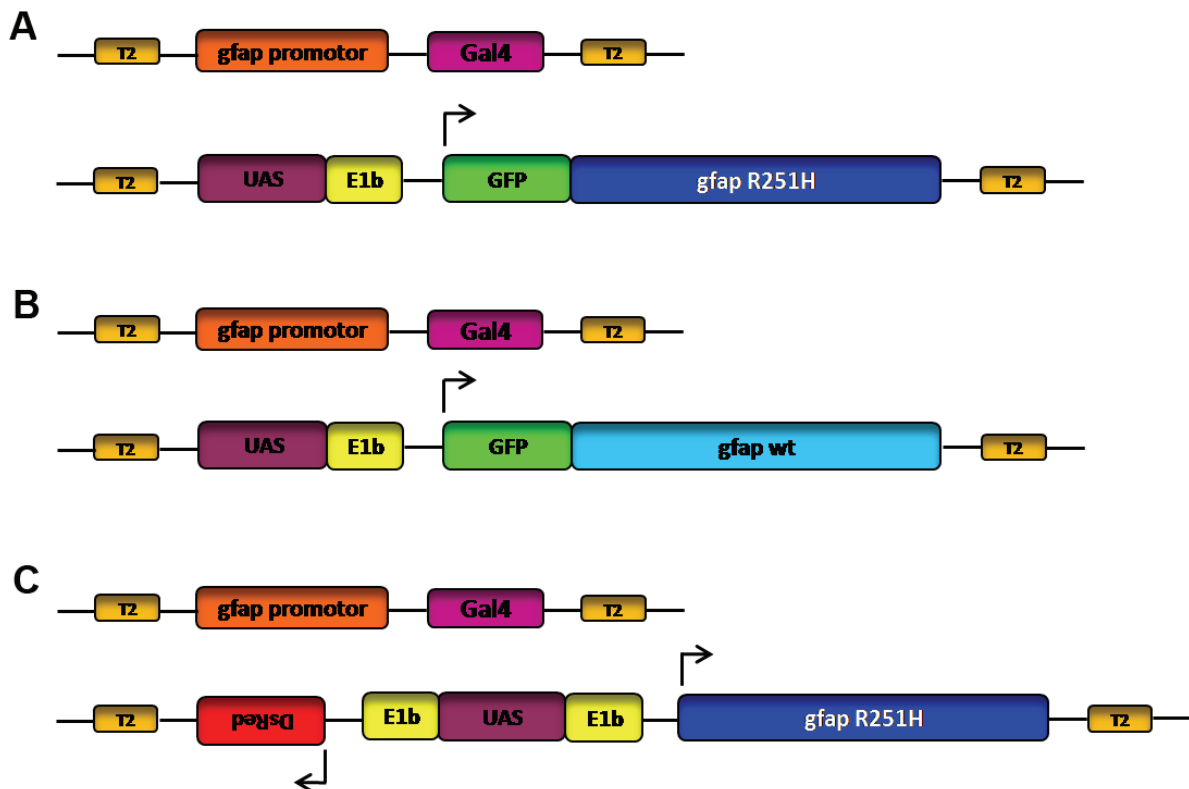 A
T2 gfap promotor Gal4 T2
T2 UAS E1b GFP gfap R251H T2
B
T2 gfap promotor Gal4 T2
T2 UAS E1b GFP gfap wt T2
C
T2 gfap promotor Gal4 T2
T2 DsRed E1b UAS E1b gfap R251H T2